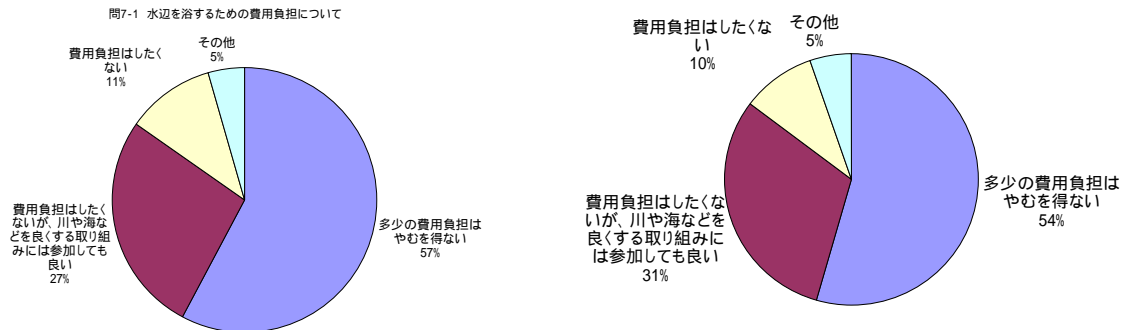 問7-1 水辺を浴するための費用負担について
その他
5%
費用負担はしたく
ない
11%
費用負担はしたく
ないが、川や海な
どを良くする取り組
みには参加しても
良い
27%
多少の費用負担は
やむを得ない
57%
費用負担はしたくな
い
10%
その他
5%
費用負担はしたくな
いが、川や海などを
良くする取り組みに
は参加しても良い
31%
多少の費用負担は
やむを得ない
54%